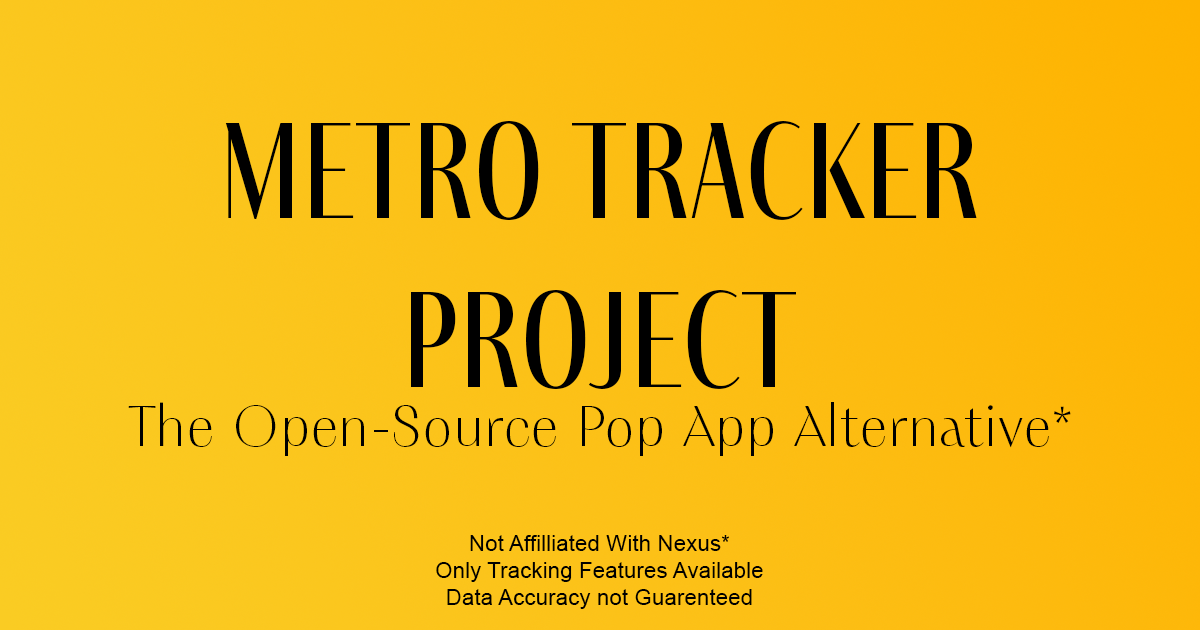 METRO TRACKER
PROJECT
The Open-Source Pop App Alternative*
Not Affilliated With Nexus*
Only Tracking Features Available
Data Accuracy not Guarenteed